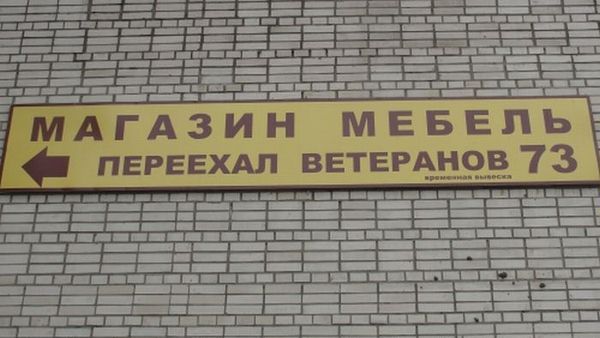 МАГАЗИН МЕБЕЛЬ
ПЕРЕЕХАЛ ВЕТЕРАНОВ 73
временная вывеска